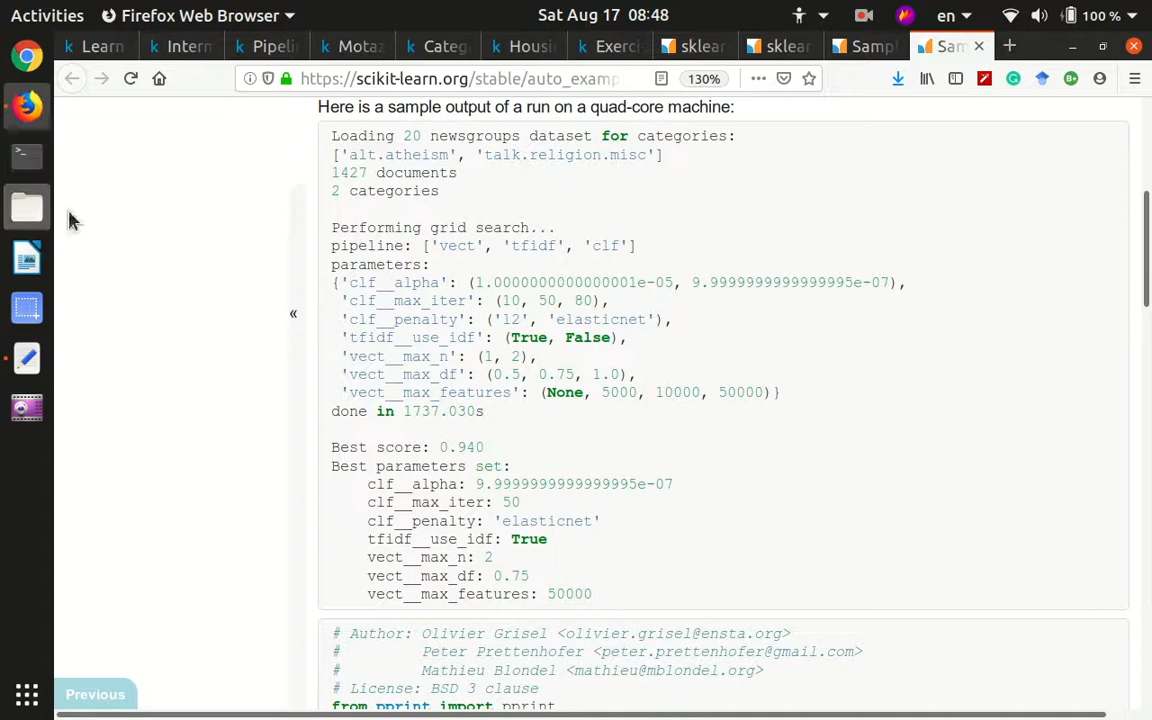 Activities
Firefox Web Browser
Sat Aug 17 08:48
en
100 %
Learn
Intern
Pipeli
Motaz
Categ
Housi
Exerci
sklear
sklear
Samp
Sam
https://scikit-learn.org/stable/auto_examp
130%
Here is a sample output of a run on a quad-core machine:
Loading 20 newsgroups dataset for categories:
['alt.atheism', 'talk.religion.misc']
1427 documents
2 categories
Performing grid search...
pipeline: ['vect', 'tfidf', 'clf']
parameters:
{'clf__alpha': (1.0000000000000001e-05, 9.9999999999999995e-07),
'clf__max_iter': (10, 50, 80),
'clf__penalty': ('l2', 'elasticnet'),
'tfidf__use_idf': (True, False),
'vect__max_n': (1, 2),
'vect__max_df': (0.5, 0.75, 1.0),
'vect__max_features': (None, 5000, 10000, 50000)}
done in 1737.030s
«
Best score: 0.940
Best parameters set:
clf__alpha: 9.9999999999999995e-07
clf__max_iter: 50
clf__penalty: 'elasticnet'
tfidf__use_idf: True
vect__max_n: 2
vect__max_df: 0.75
vect__max_features: 50000
# Author: Olivier Grisel <olivier.grisel@ensta.org>
# Peter Prettenhofer <peter.prettenhofer@gmail.com>
# Mathieu Blondel <mathieu@mblondel.org>
# License: BSD 3 clause
from pprint import pprint
Previous